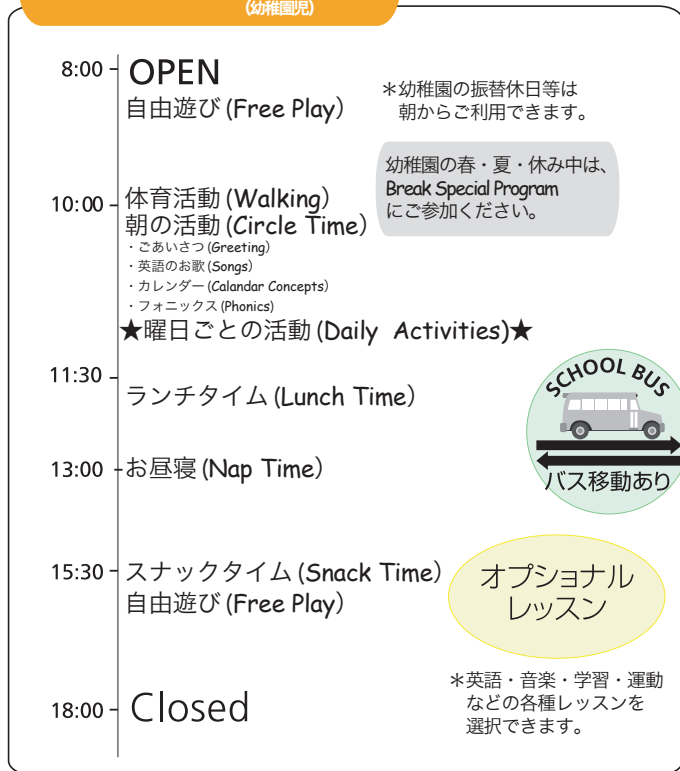 (幼稚園児)
8:00
OPEN
自由遊び(Free Play)
＊幼稚園の振替休日等は
朝からご利用できます。
幼稚園の春・夏・休み中は、
Break Special Program
にご参加ください。
10:00
体育活動(Walking)
朝の活動(Circle Time)
・ごあいさつ(Greeting)
・英語のお歌(Songs)
・カレンダー(Calandar Concepts)
・フォニックス(Phonics)
★曜日ごとの活動(Daily Activities)★
11:30
ランチタイム(Lunch Time)
SCHOOL BUS
バス移動あり
13:00
お昼寝(Nap Time)
15:30
スナックタイム(Snack Time)
自由遊び(Free Play)
オプショナル
レッスン
＊英語・音楽・学習・運動
などの各種レッスンを
選択できます。
18:00
Closed